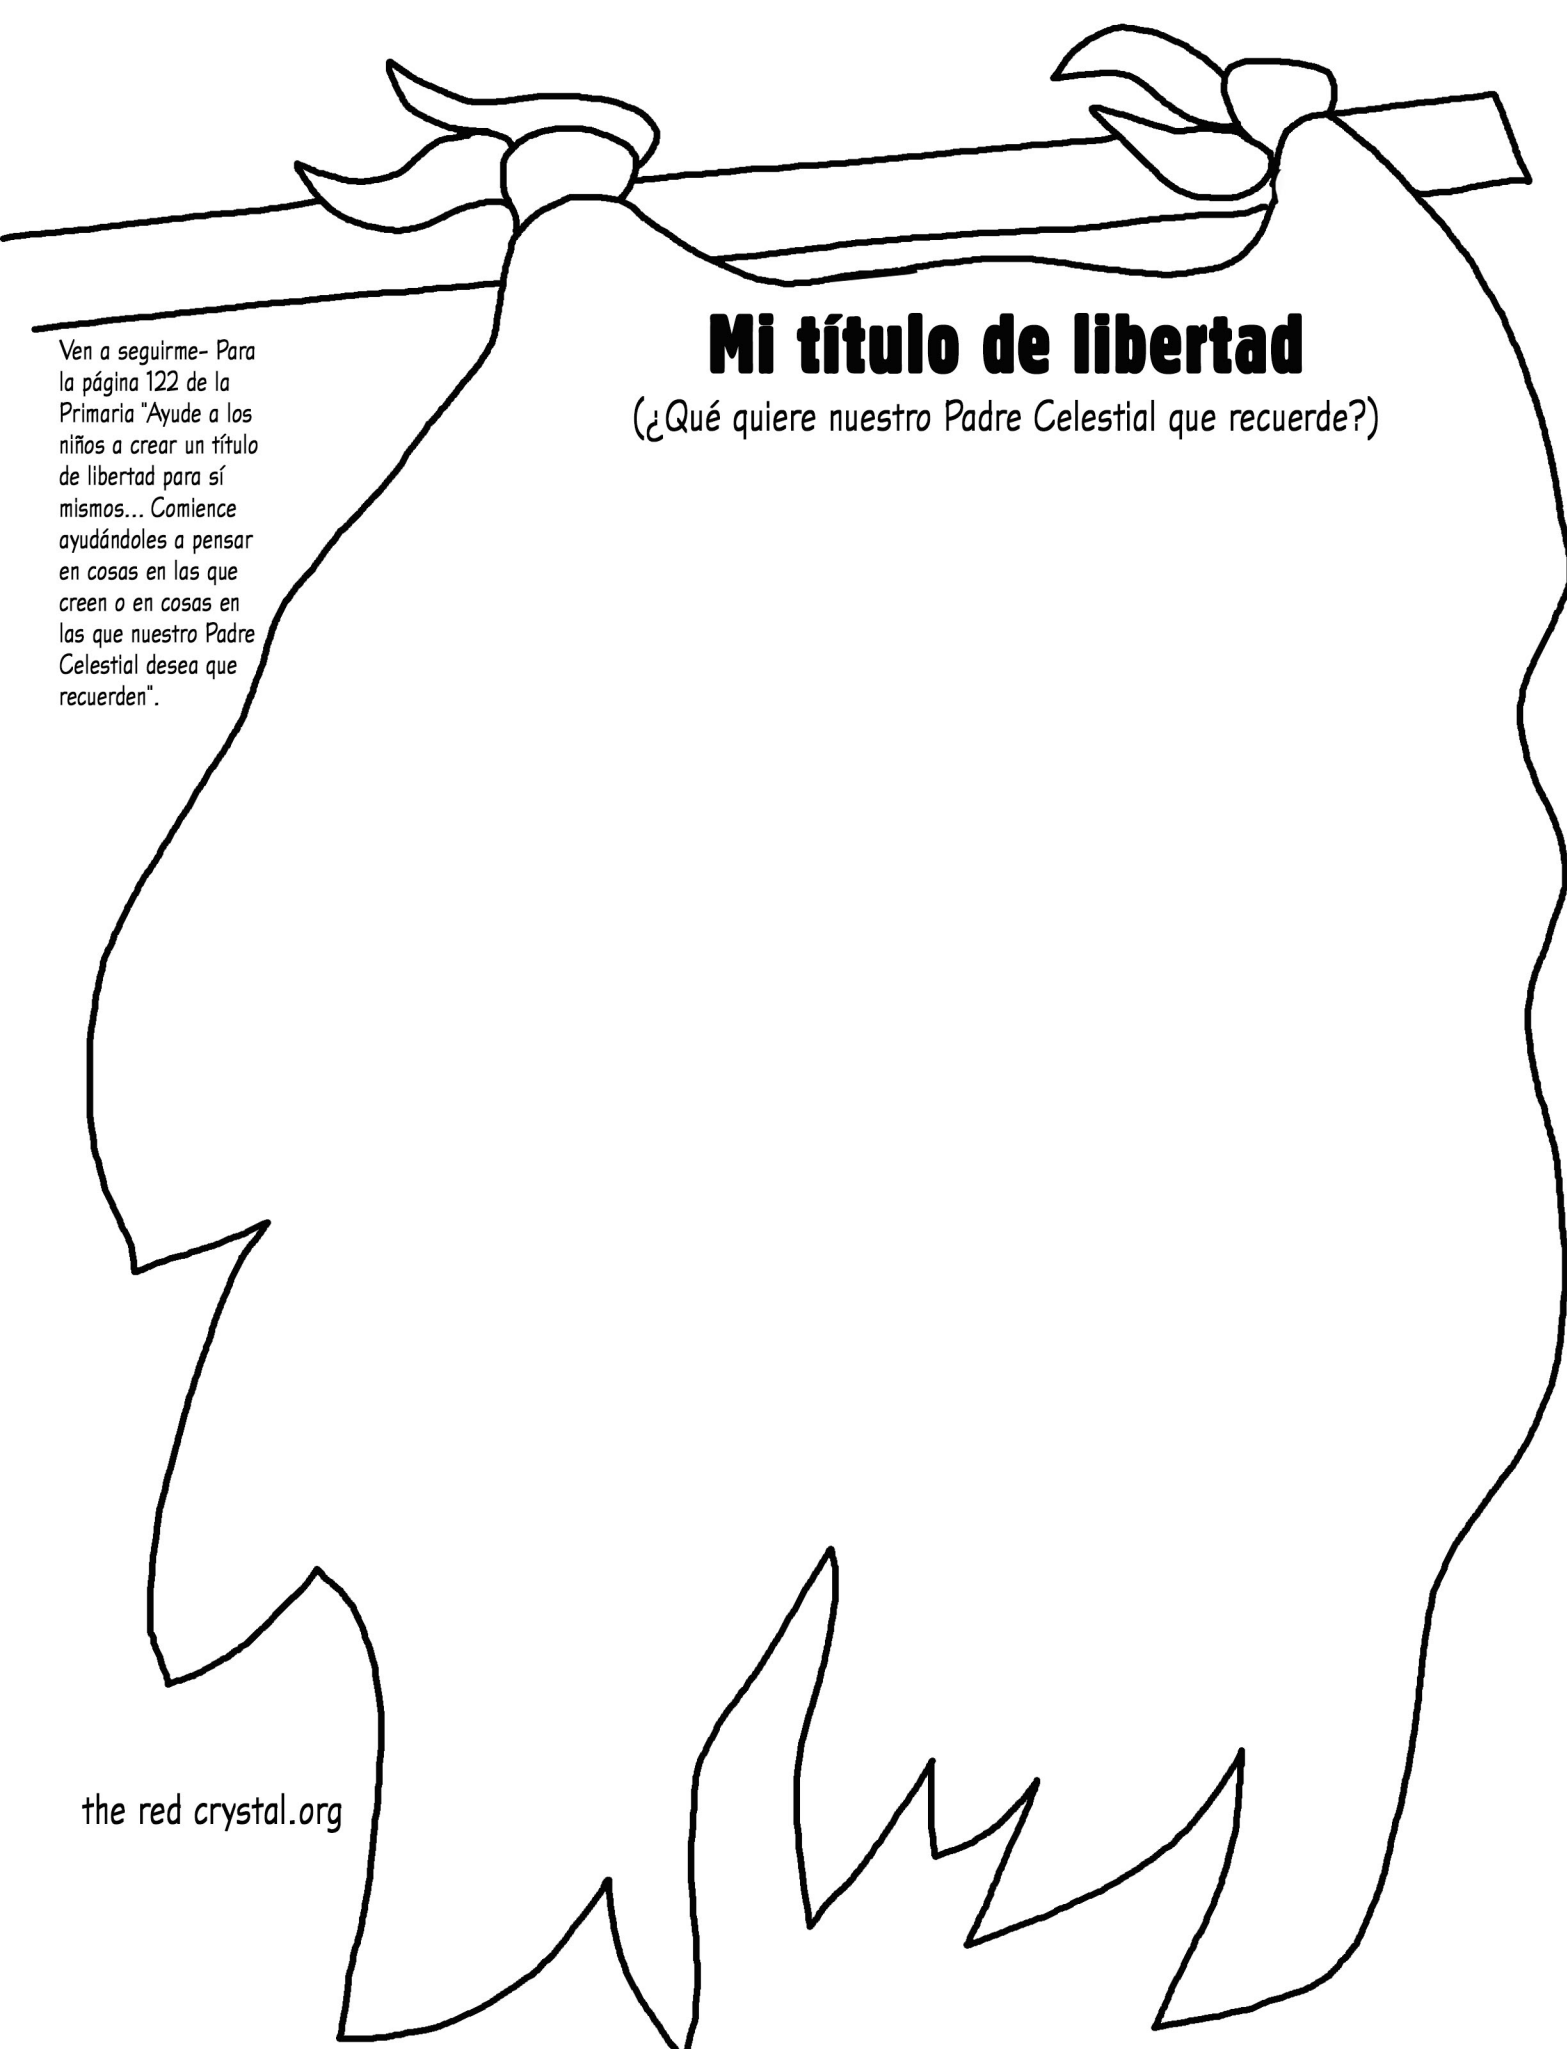 Mi título de libertad
(¿Qué quiere nuestro Padre Celestial que recuerde?)
Ven a seguirme- Para
la página 122 de la
Primaria "Ayude a los
niños a crear un título
de libertad para sí
mismos... Comience
ayudándoles a pensar
en cosas en las que
creen o en cosas en
las que nuestro Padre
Celestial desea que
recuerden".
the red crystal.org